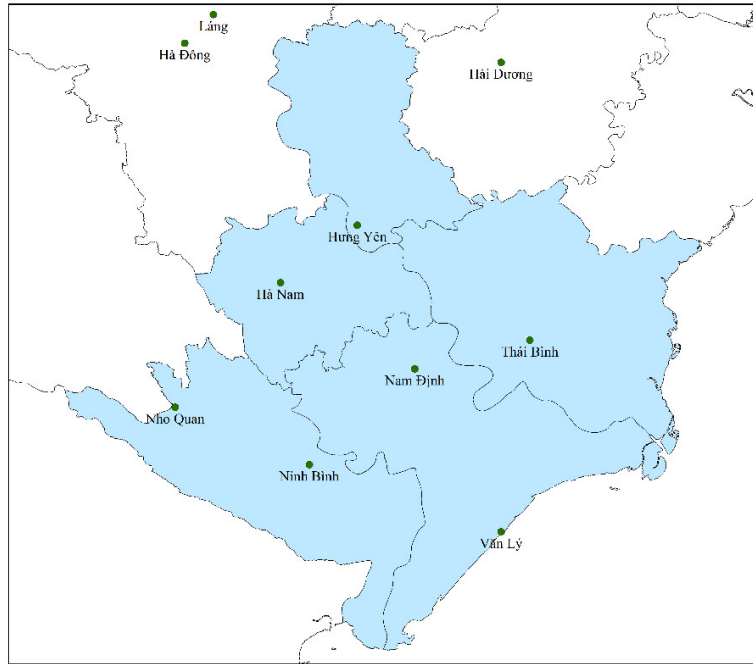 Láng
Hà Đông
Hải Dương
Hưng Yên
Hà Nam
Thái Bình
Nam Định
Nho Quan
Ninh Bình
Văn Lý